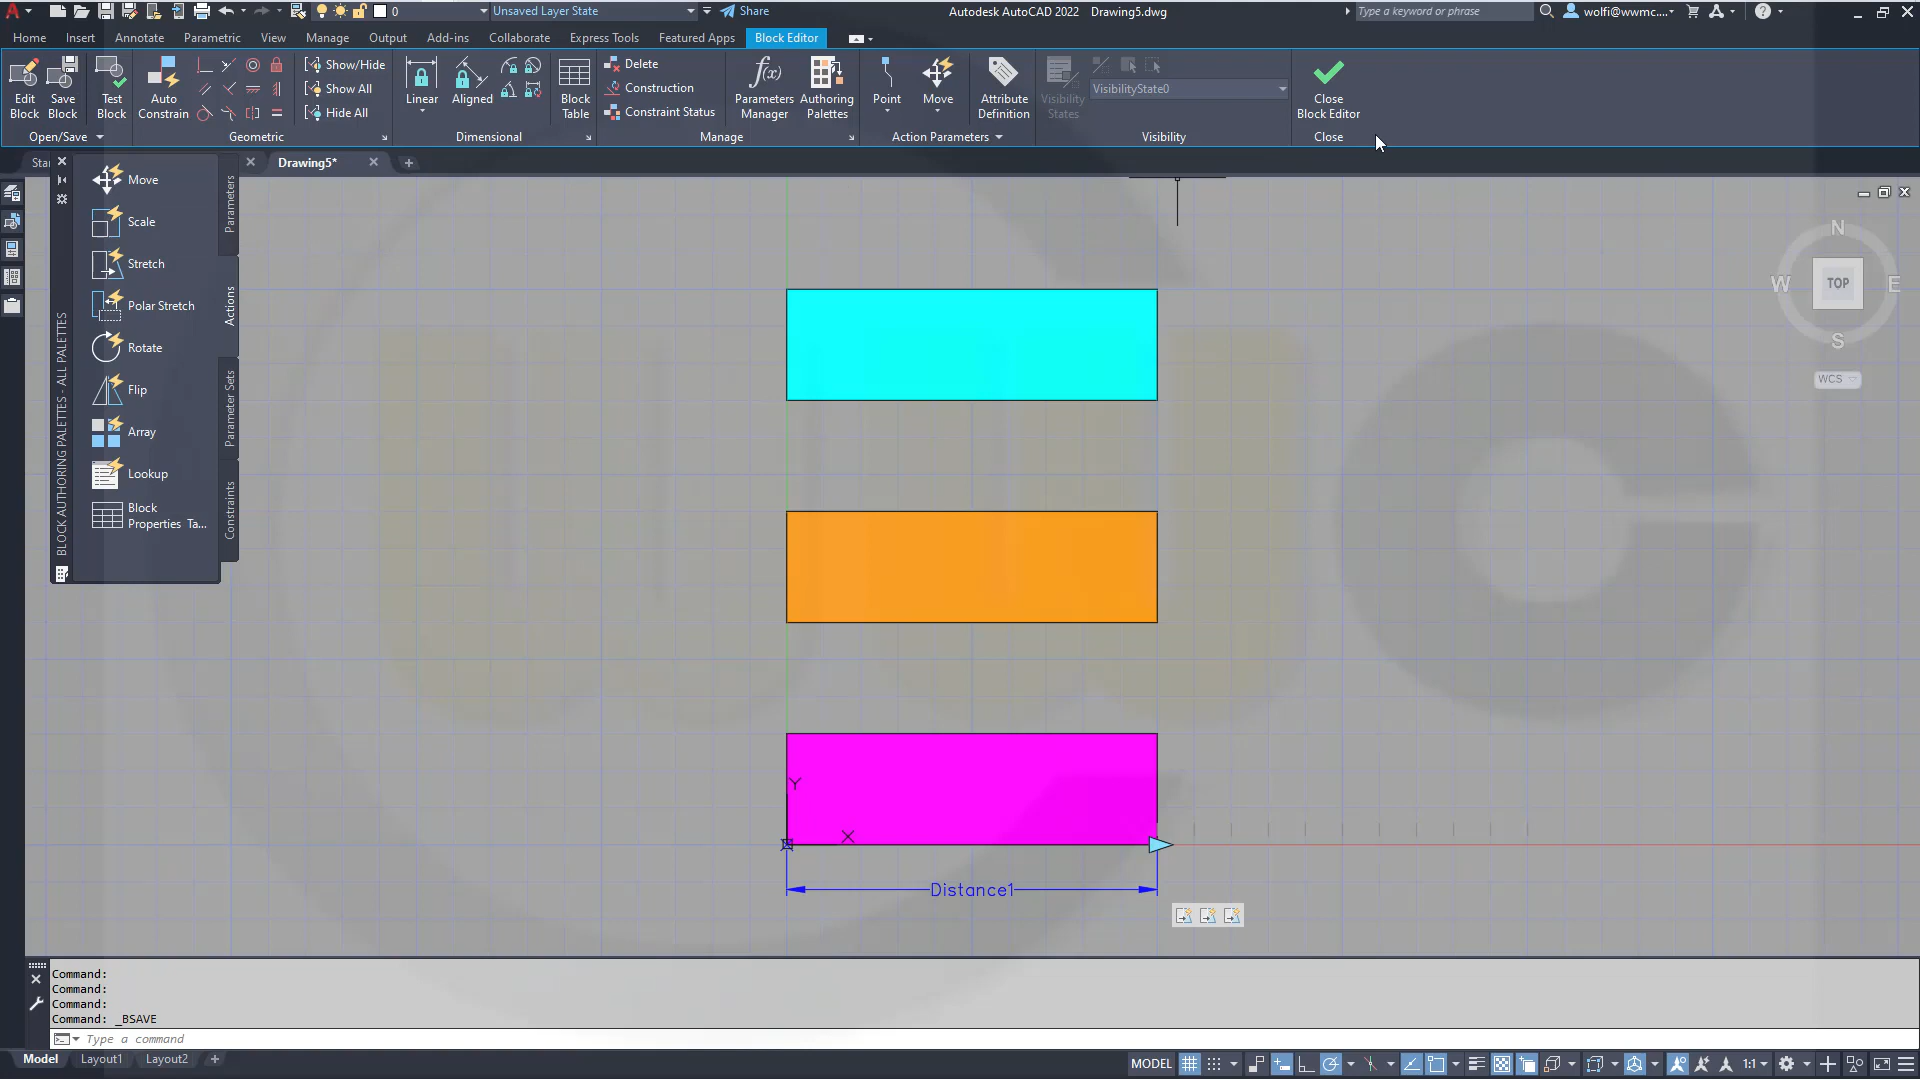 0
Unsaved Layer State
Share
Autodesk AutoCAD 2022 Drawing5.dwg
Type a keyword or phrase
wolfi@wwmc....
Home Insert Annotate Parametric View Manage Output Add-ins Collaborate Express Tools Featured Apps Block Editor
Edit Block
Save Block
Test Block
Open/Save
Auto Constrain
Show/Hide
Show All
Hide All
Geometric
Linear
Aligned
Dimensional
Block Table
Delete
Construction
Constraint Status
Parameters Manager
Authoring Palettes
Manage
Point
Move
Attribute Definition
Action Parameters
Visibility States
VisibilityState0
Visibility
Close Block Editor
Close
Sta
Drawing5*
Move
Scale
Stretch
Polar Stretch
Rotate
Flip
Array
Lookup
Block
Properties Ta...
Parameters
Actions
Parameter Sets
Constraints
BLOCK AUTHORING PALETTES - ALL PALETTES
N
W TOP E
S
WCS
Y
X
Distance1
Command:
Command:
Command:
Command: _BSAVE
Type a command
Model Layout1 Layout2
MODEL
1:1